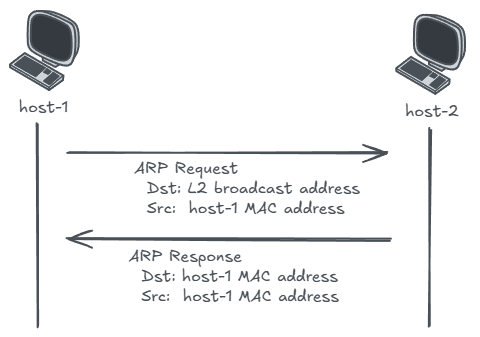 host-1
host-2
ARP Request
Dst: L2 broadcast address
Src: host-1 MAC address
ARP Response
Dst: host-1 MAC address
Src: host-1 MAC address